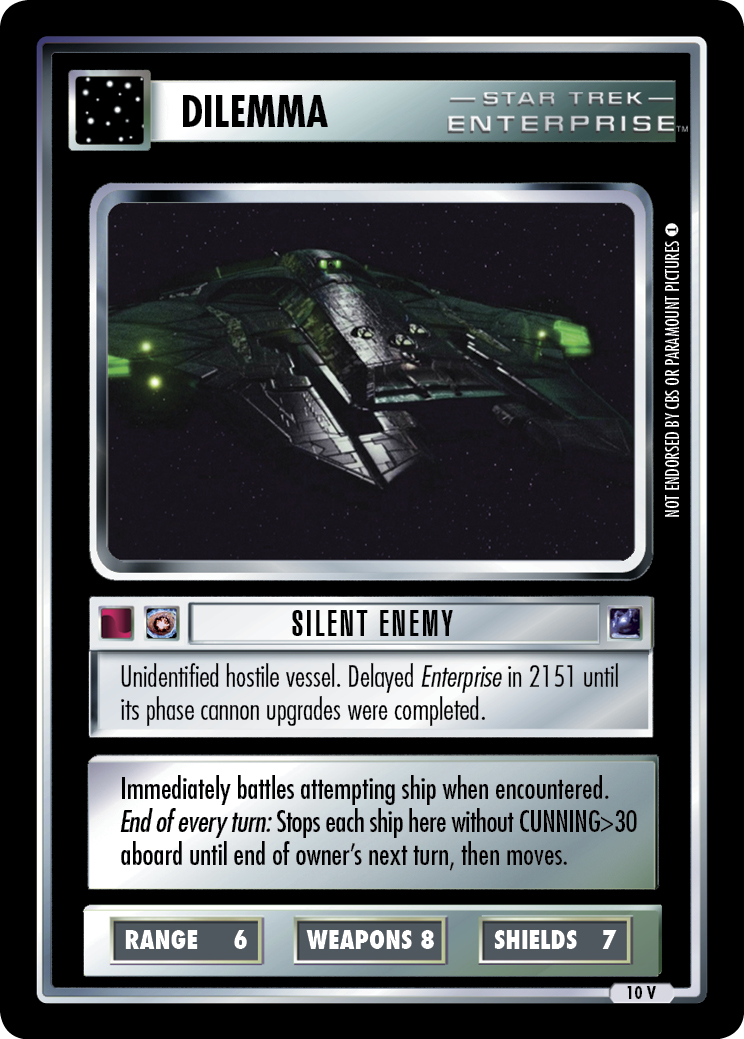 DILEMMA
— STAR TREK —
ENTERPRISE™
NOT ENDORSED BY CBS OR PARAMOUNT PICTURES 1
SILENT ENEMY
Unidentified hostile vessel. Delayed Enterprise in 2151 until
its phase cannon upgrades were completed.
Immediately battles attempting ship when encountered.
End of every turn: Stops each ship here without CUNNING>30
aboard until end of owner's next turn, then moves.
RANGE 6 WEAPONS 8 SHIELDS 7
10 V